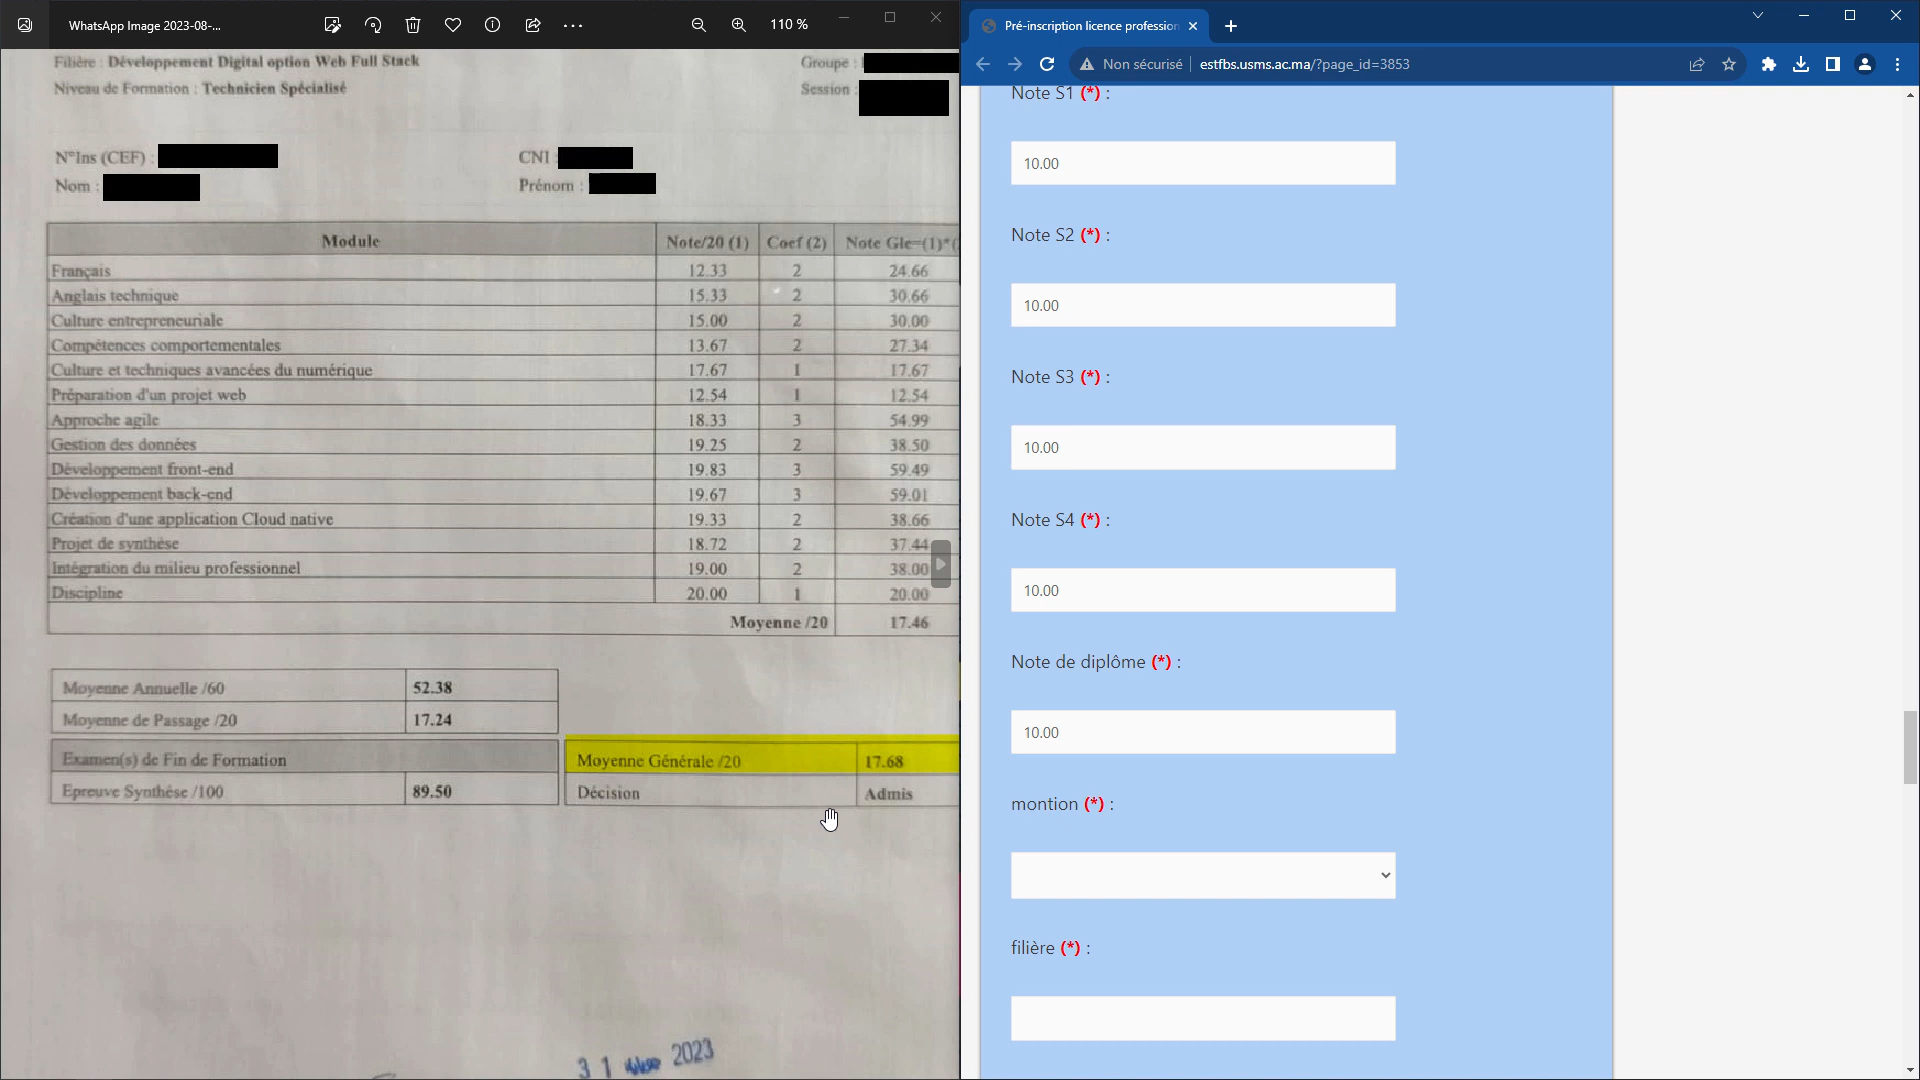 WhatsApp Image 2023-08-...
110 %
Filière : Développement Digital option Web Full Stack
Groupe :
Niveau de Formation : Technicien Spécialisé
Session :
N°Ins (CEF) :
CNI :
Nom :
Prénom :
Module Note/20 (1) Coef (2) Note Gle=(1)*(
Français 12.33 2 24.66
Anglais technique 15.33 2 30.66
Culture entrepreneuriale 15.00 2 30.00
Compétences comportementales 13.67 2 27.34
Culture et techniques avancées du numérique 17.67 1 17.67
Préparation d'un projet web 12.54 1 12.54
Approche agile 18.33 3 54.99
Gestion des données 19.25 2 38.50
Développement front-end 19.83 3 59.49
Développement back-end 19.67 3 59.01
Création d'une application Cloud native 19.33 2 38.66
Projet de synthèse 18.72 2 37.44
Intégration du milieu professionnel 19.00 2 38.00
Discipline 20.00 1 20.00
Moyenne /20 17.46
Moyenne Annuelle /60 52.38
Moyenne de Passage /20 17.24
Examen(s) de Fin de Formation
Epreuve Synthèse /100 89.50
Moyenne Générale /20 17.68
Décision Admis
31 2023
Pré-inscription licence profession
Non sécurisé estfbs.usms.ac.ma/?page_id=3853
Note S1 (*) :
10.00
Note S2 (*) :
10.00
Note S3 (*) :
10.00
Note S4 (*) :
10.00
Note de diplôme (*) :
10.00
montion (*) :
filière (*) :